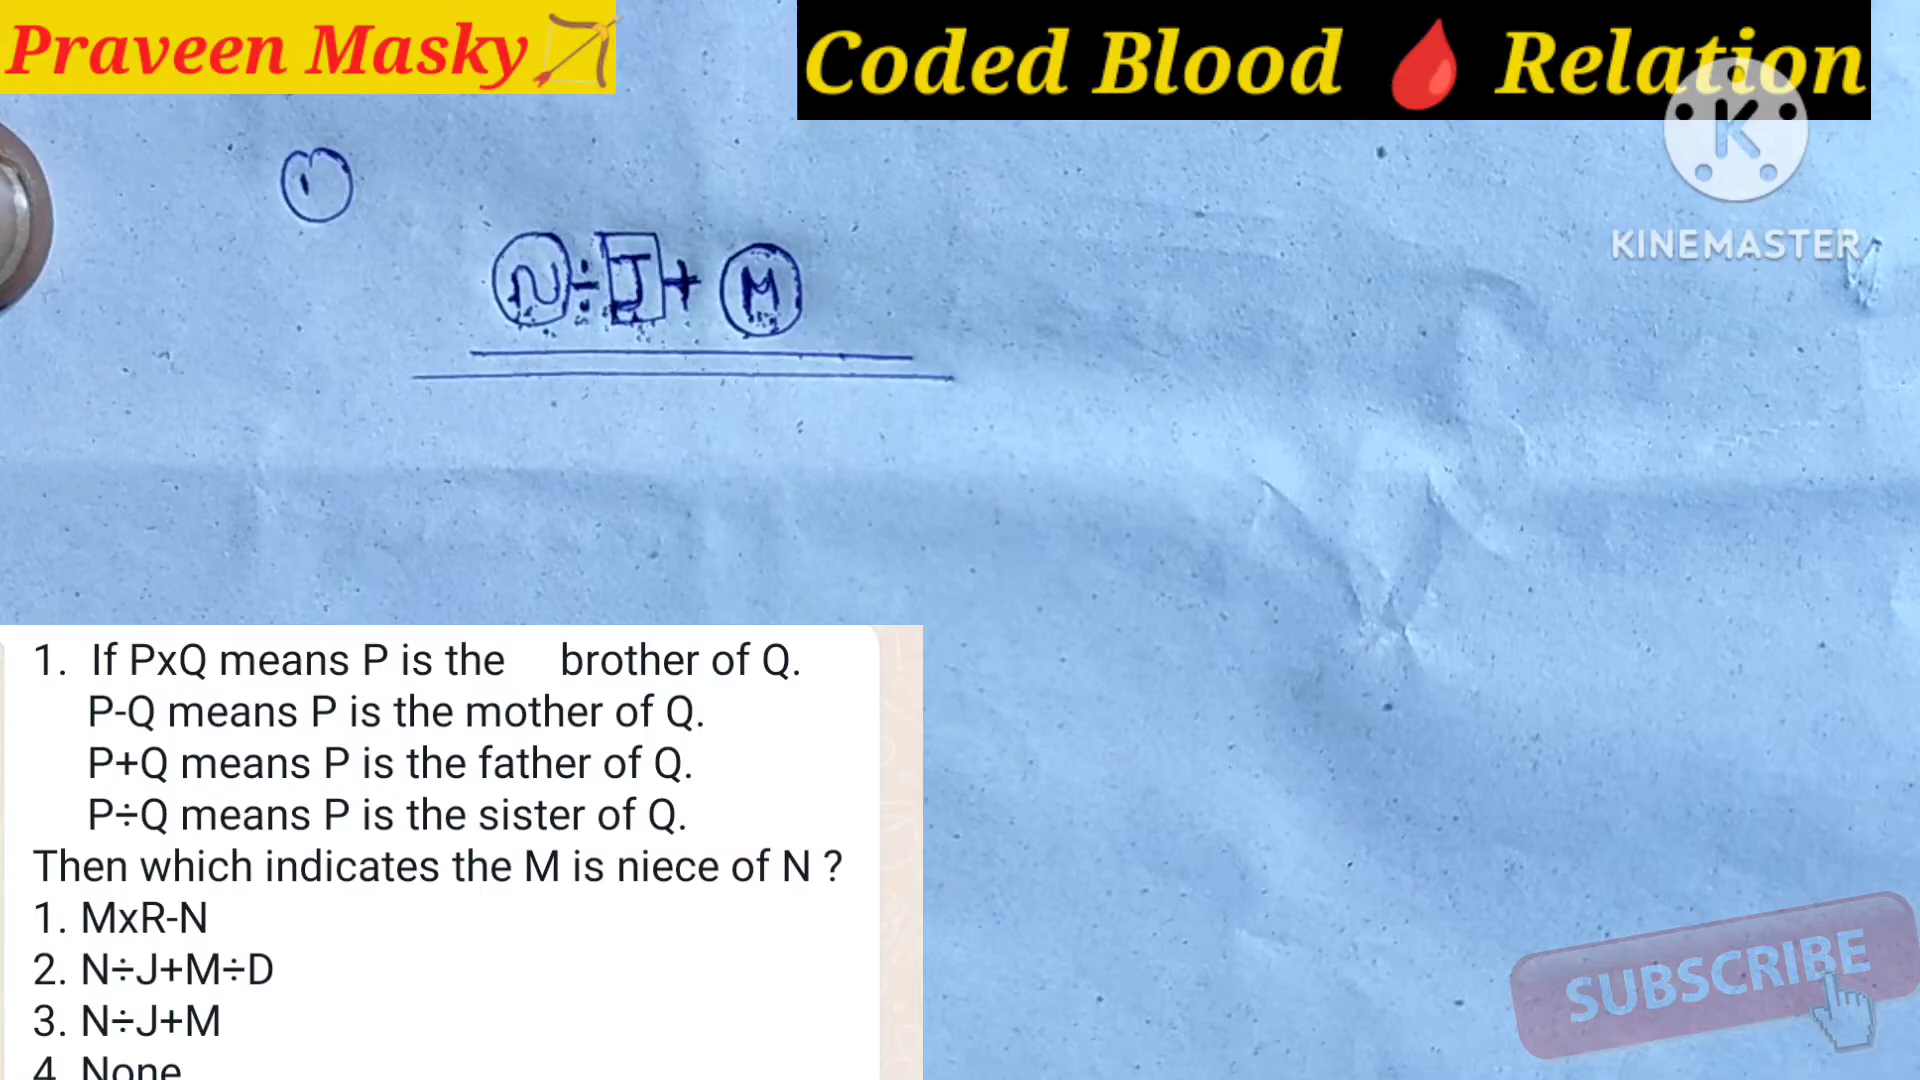 Praveen Masky
Coded Blood Relation
K
KINEMASTER
1
N÷J+M
1. If PxQ means P is the brother of Q.
P-Q means P is the mother of Q.
P+Q means P is the father of Q.
P÷Q means P is the sister of Q.
Then which indicates the M is niece of N ?
1. MxR-N
2. N÷J+M÷D
3. N÷J+M
4. None
SUBSCRIBE